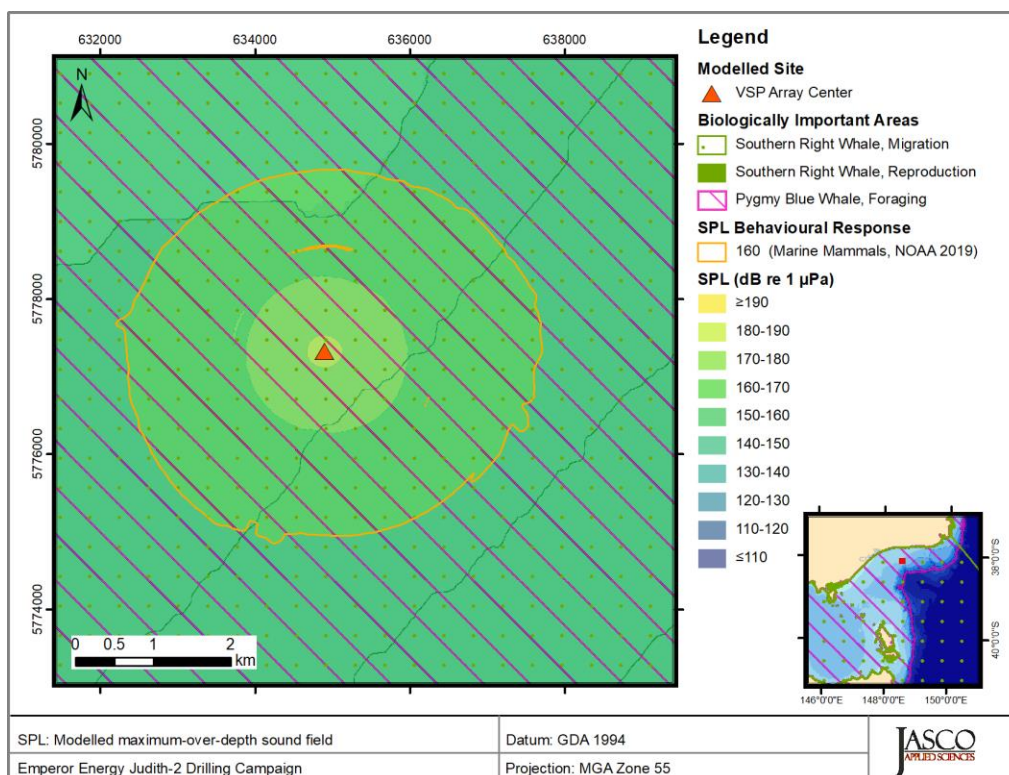 632000
634000
636000
638000
5780000
5778000
5776000
5774000
N
0 0.5 1 2
km
Legend
Modelled Site
VSP Array Center
Biologically Important Areas
Southern Right Whale, Migration
Southern Right Whale, Reproduction
Pygmy Blue Whale, Foraging
SPL Behavioural Response
160 (Marine Mammals, NOAA 2019)
SPL (dB re 1 µPa)
≥190
180-190
170-180
160-170
150-160
140-150
130-140
120-130
110-120
≤110
38°0'0"S
40°0'0"S
146°0'0"E 148°0'0"E 150°0'0"E
SPL: Modelled maximum-over-depth sound field
Datum: GDA 1994
Emperor Energy Judith-2 Drilling Campaign
Projection: MGA Zone 55
JASCO
APPLIED SCIENCES